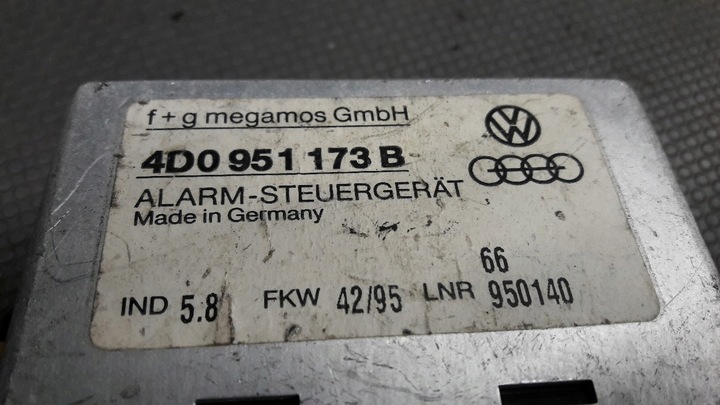 f+g megamos GmbH
4D0 951 173 B
ALARM-STEUERGERÄT
Made in Germany
66
IND 5.8 FKW 42/95 LNR 950140